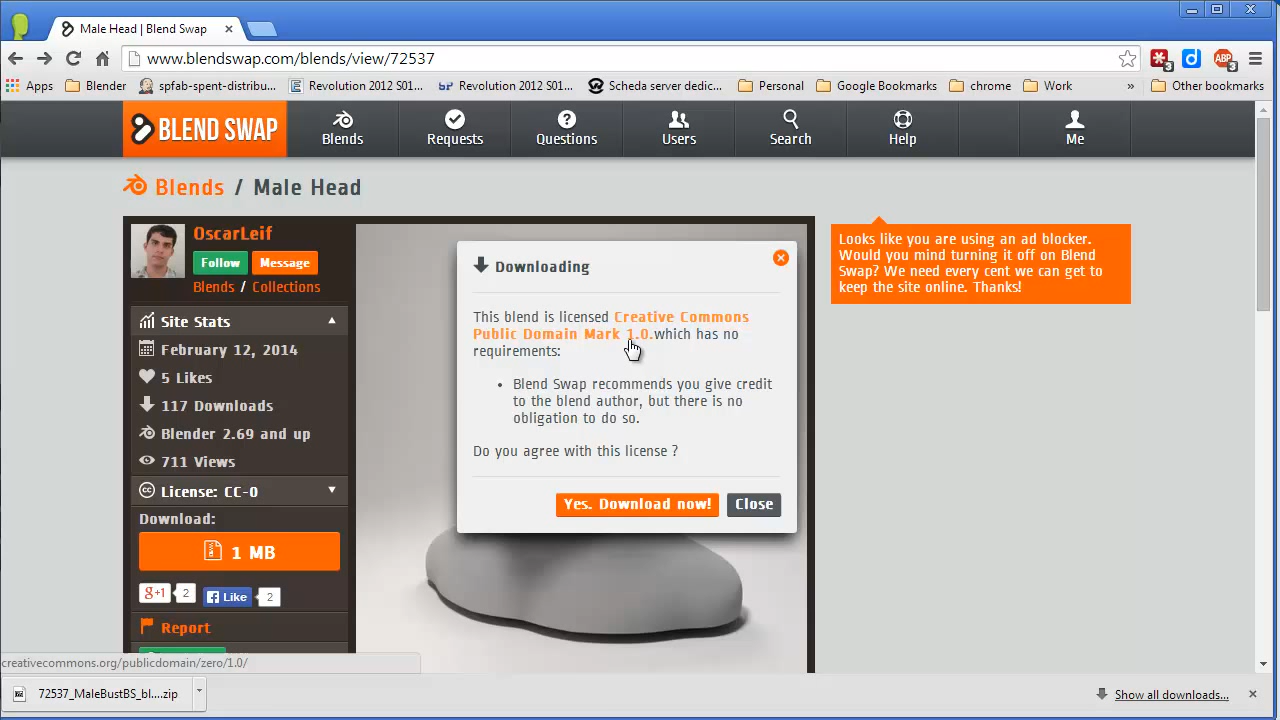 Male Head | Blend Swap
www.blendswap.com/blends/view/72537
3
3
Apps
Blender
spfab-spent-distribu...
Revolution 2012 S01...
Revolution 2012 S01...
Scheda server dedic...
Personal
Google Bookmarks
chrome
Work
»
Other bookmarks
BLEND SWAP
Blends
Requests
Questions
Users
Search
Help
Me
Blends / Male Head
OscarLeif
Follow
Message
Blends / Collections
Site Stats
February 12, 2014
5 Likes
117 Downloads
Blender 2.69 and up
711 Views
License: CC-0
Download:
1 MB
g+1
2
Like
2
Report
Downloading
This blend is licensed Creative Commons
Public Domain Mark 1.0.which has no
requirements:
• Blend Swap recommends you give credit
to the blend author, but there is no
obligation to do so.
Do you agree with this license ?
Yes. Download now!
Close
Looks like you are using an ad blocker.
Would you mind turning it off on Blend
Swap? We need every cent we can get to
keep the site online. Thanks!
creativecommons.org/publicdomain/zero/1.0/
72537_MaleBustBS_bl....zip
Show all downloads...